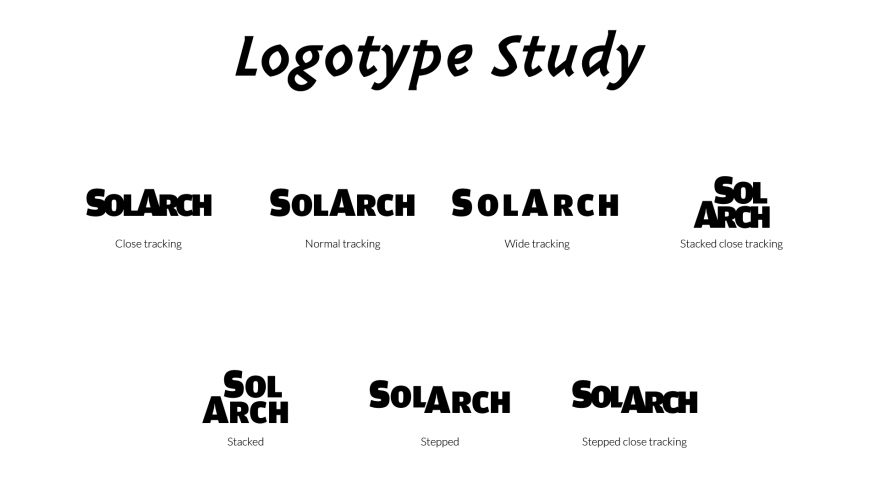 Logotype Study
SOLARCH
Close tracking
SOLARCH
Normal tracking
SOLARCH
Wide tracking
SOL
ARCH
Stacked close tracking
SOL
ARCH
Stacked
SOLARCH
Stepped
SOLARCH
Stepped close tracking